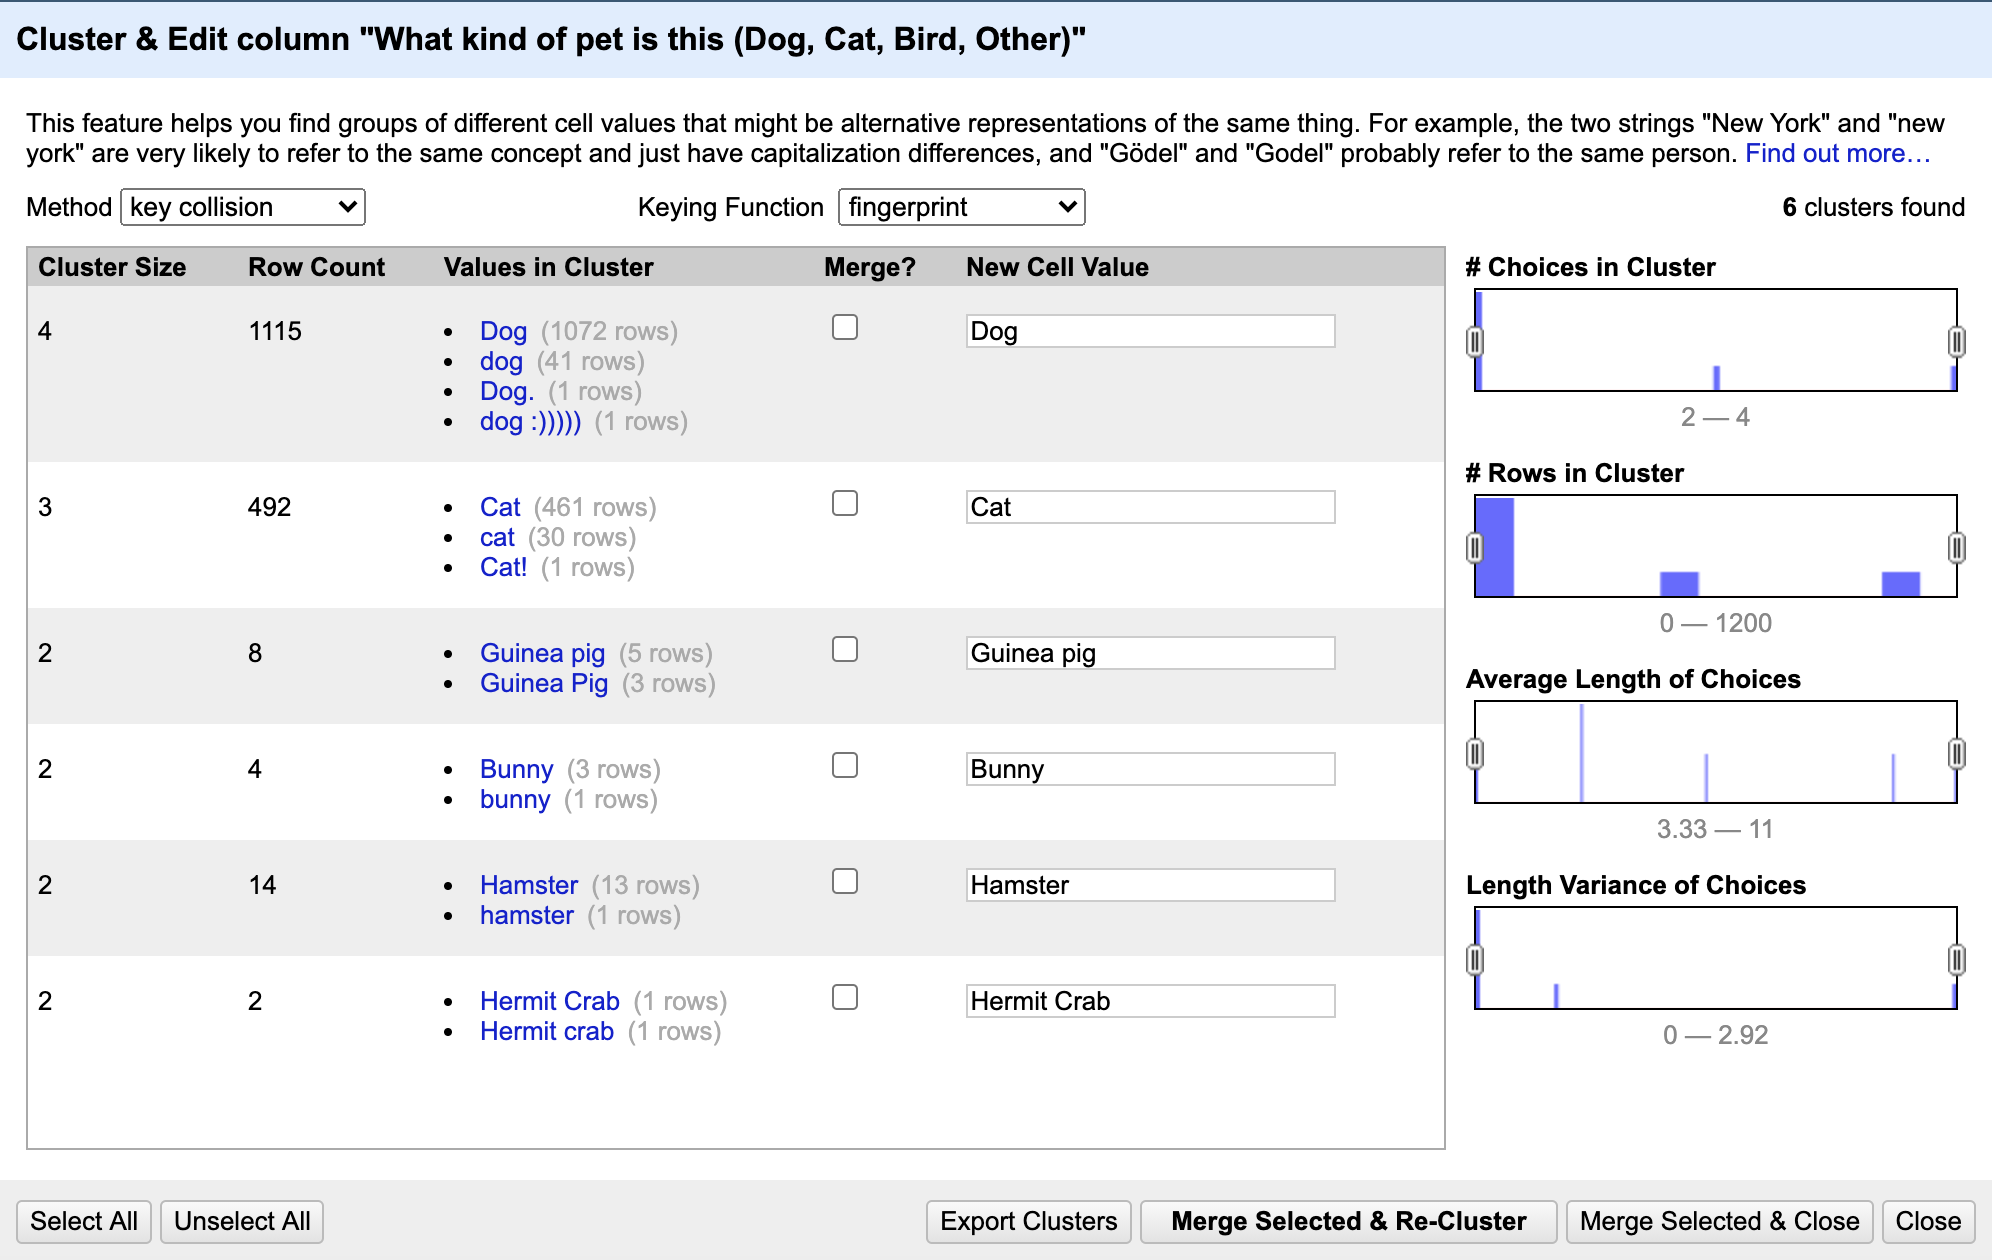 Cluster & Edit column "What kind of pet is this (Dog, Cat, Bird, Other)"
This feature helps you find groups of different cell values that might be alternative representations of the same thing. For example, the two strings "New York" and "new
york" are very likely to refer to the same concept and just have capitalization differences, and "Gödel" and "Godel" probably refer to the same person. Find out more…
Method key collision Keying Function fingerprint 6 clusters found
Cluster Size Row Count Values in Cluster Merge? New Cell Value
4 1115 • Dog (1072 rows) Dog
• dog (41 rows)
• Dog. (1 rows)
• dog :))))) (1 rows)
3 492 • Cat (461 rows) Cat
• cat (30 rows)
• Cat! (1 rows)
2 8 • Guinea pig (5 rows) Guinea pig
• Guinea Pig (3 rows)
2 4 • Bunny (3 rows) Bunny
• bunny (1 rows)
2 14 • Hamster (13 rows) Hamster
• hamster (1 rows)
2 2 • Hermit Crab (1 rows) Hermit Crab
• Hermit crab (1 rows)
# Choices in Cluster
2 — 4
# Rows in Cluster
0 — 1200
Average Length of Choices
3.33 — 11
Length Variance of Choices
0 — 2.92
Select All Unselect All Export Clusters Merge Selected & Re-Cluster Merge Selected & Close Close